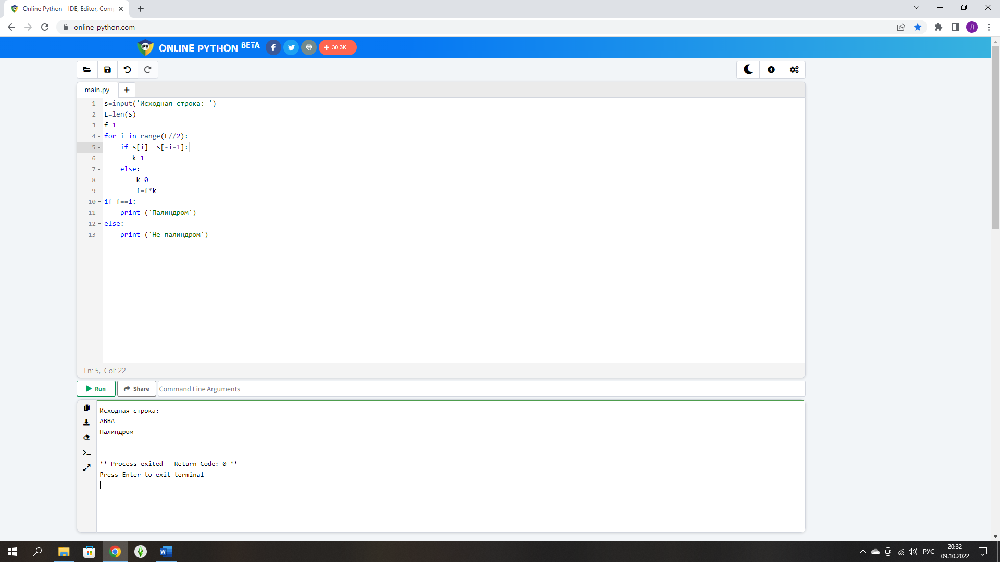 Online Python - IDE, Editor, Com
online-python.com
Л
PY ONLINE PYTHON BETA
30.3K
main.py
1 s=input('Исходная строка: ')
2 L=len(s)
3 f=1
4 for i in range(L//2):
5 if s[i]==s[-i-1]:
6 k=1
7 else:
8 k=0
9 f=f*k
10 if f==1:
11 print ('Палиндром')
12 else:
13 print ('Не палиндром')
Ln: 5, Col: 22
Run Share Command Line Arguments
Исходная строка:
ABBA
Палиндром
** Process exited - Return Code: 0 **
Press Enter to exit terminal
W
РУС
20:32
09.10.2022